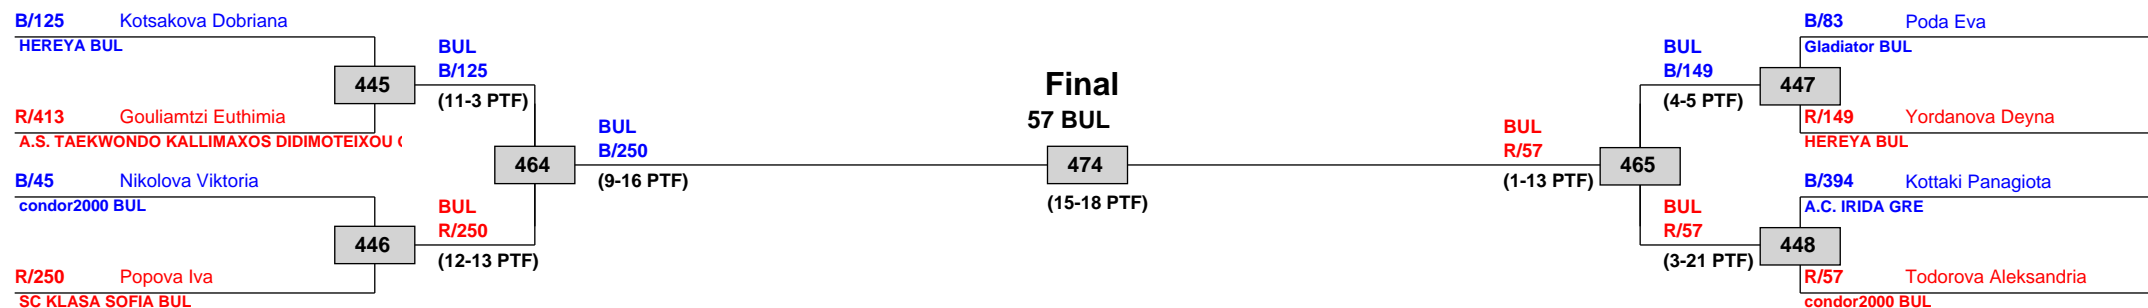 B/125 Kotsakova Dobriana
HEREYA BUL
BUL
B/125
445
(11-3 PTF)
R/413 Gouliamtzi Euthimia
A.S. TAEKWONDO KALLIMAXOS DIDIMOTEIXOU
BUL
B/250
464
(9-16 PTF)
B/45 Nikolova Viktoria
condor2000 BUL
BUL
R/250
446
(12-13 PTF)
R/250 Popova Iva
SC KLASA SOFIA BUL
Final
57 BUL
474
(15-18 PTF)
B/83 Poda Eva
Gladiator BUL
BUL
B/149
447
(4-5 PTF)
R/149 Yordanova Deyna
HEREYA BUL
BUL
R/57
465
(1-13 PTF)
B/394 Kottaki Panagiota
A.C. IRIDA GRE
BUL
R/57
448
(3-21 PTF)
R/57 Todorova Aleksandria
condor2000 BUL